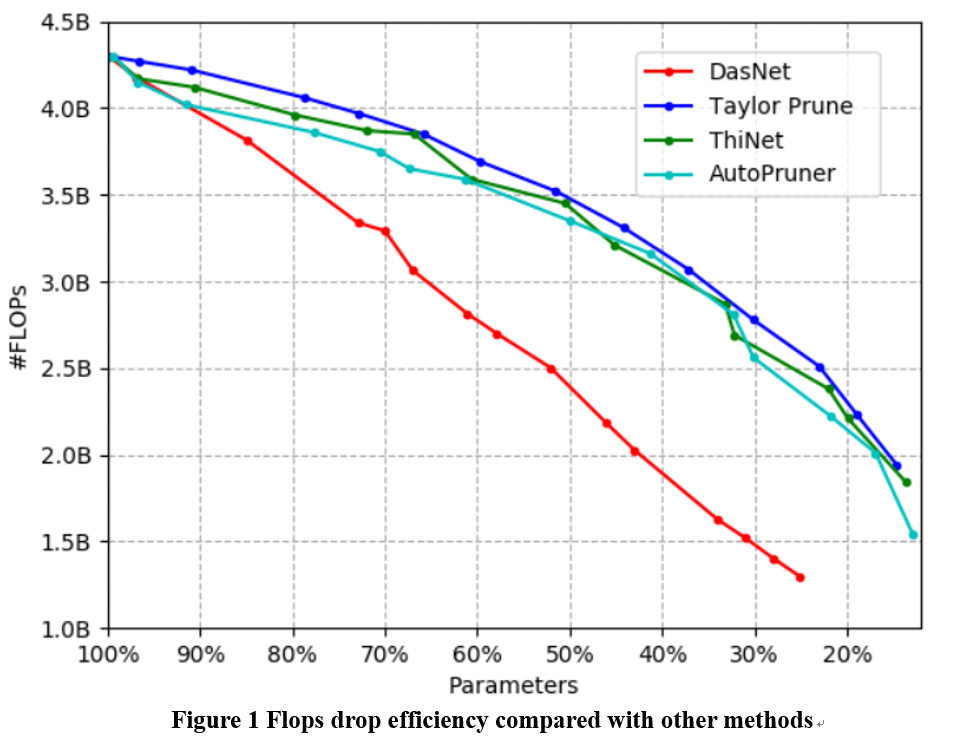 4.5B
4.0B
3.5B
3.0B
2.5B
2.0B
1.5B
1.0B
#FLOPs
DasNet
Taylor Prune
ThiNet
AutoPruner
100% 90% 80% 70% 60% 50% 40% 30% 20%
Parameters
Figure 1 Flops drop efficiency compared with other methods